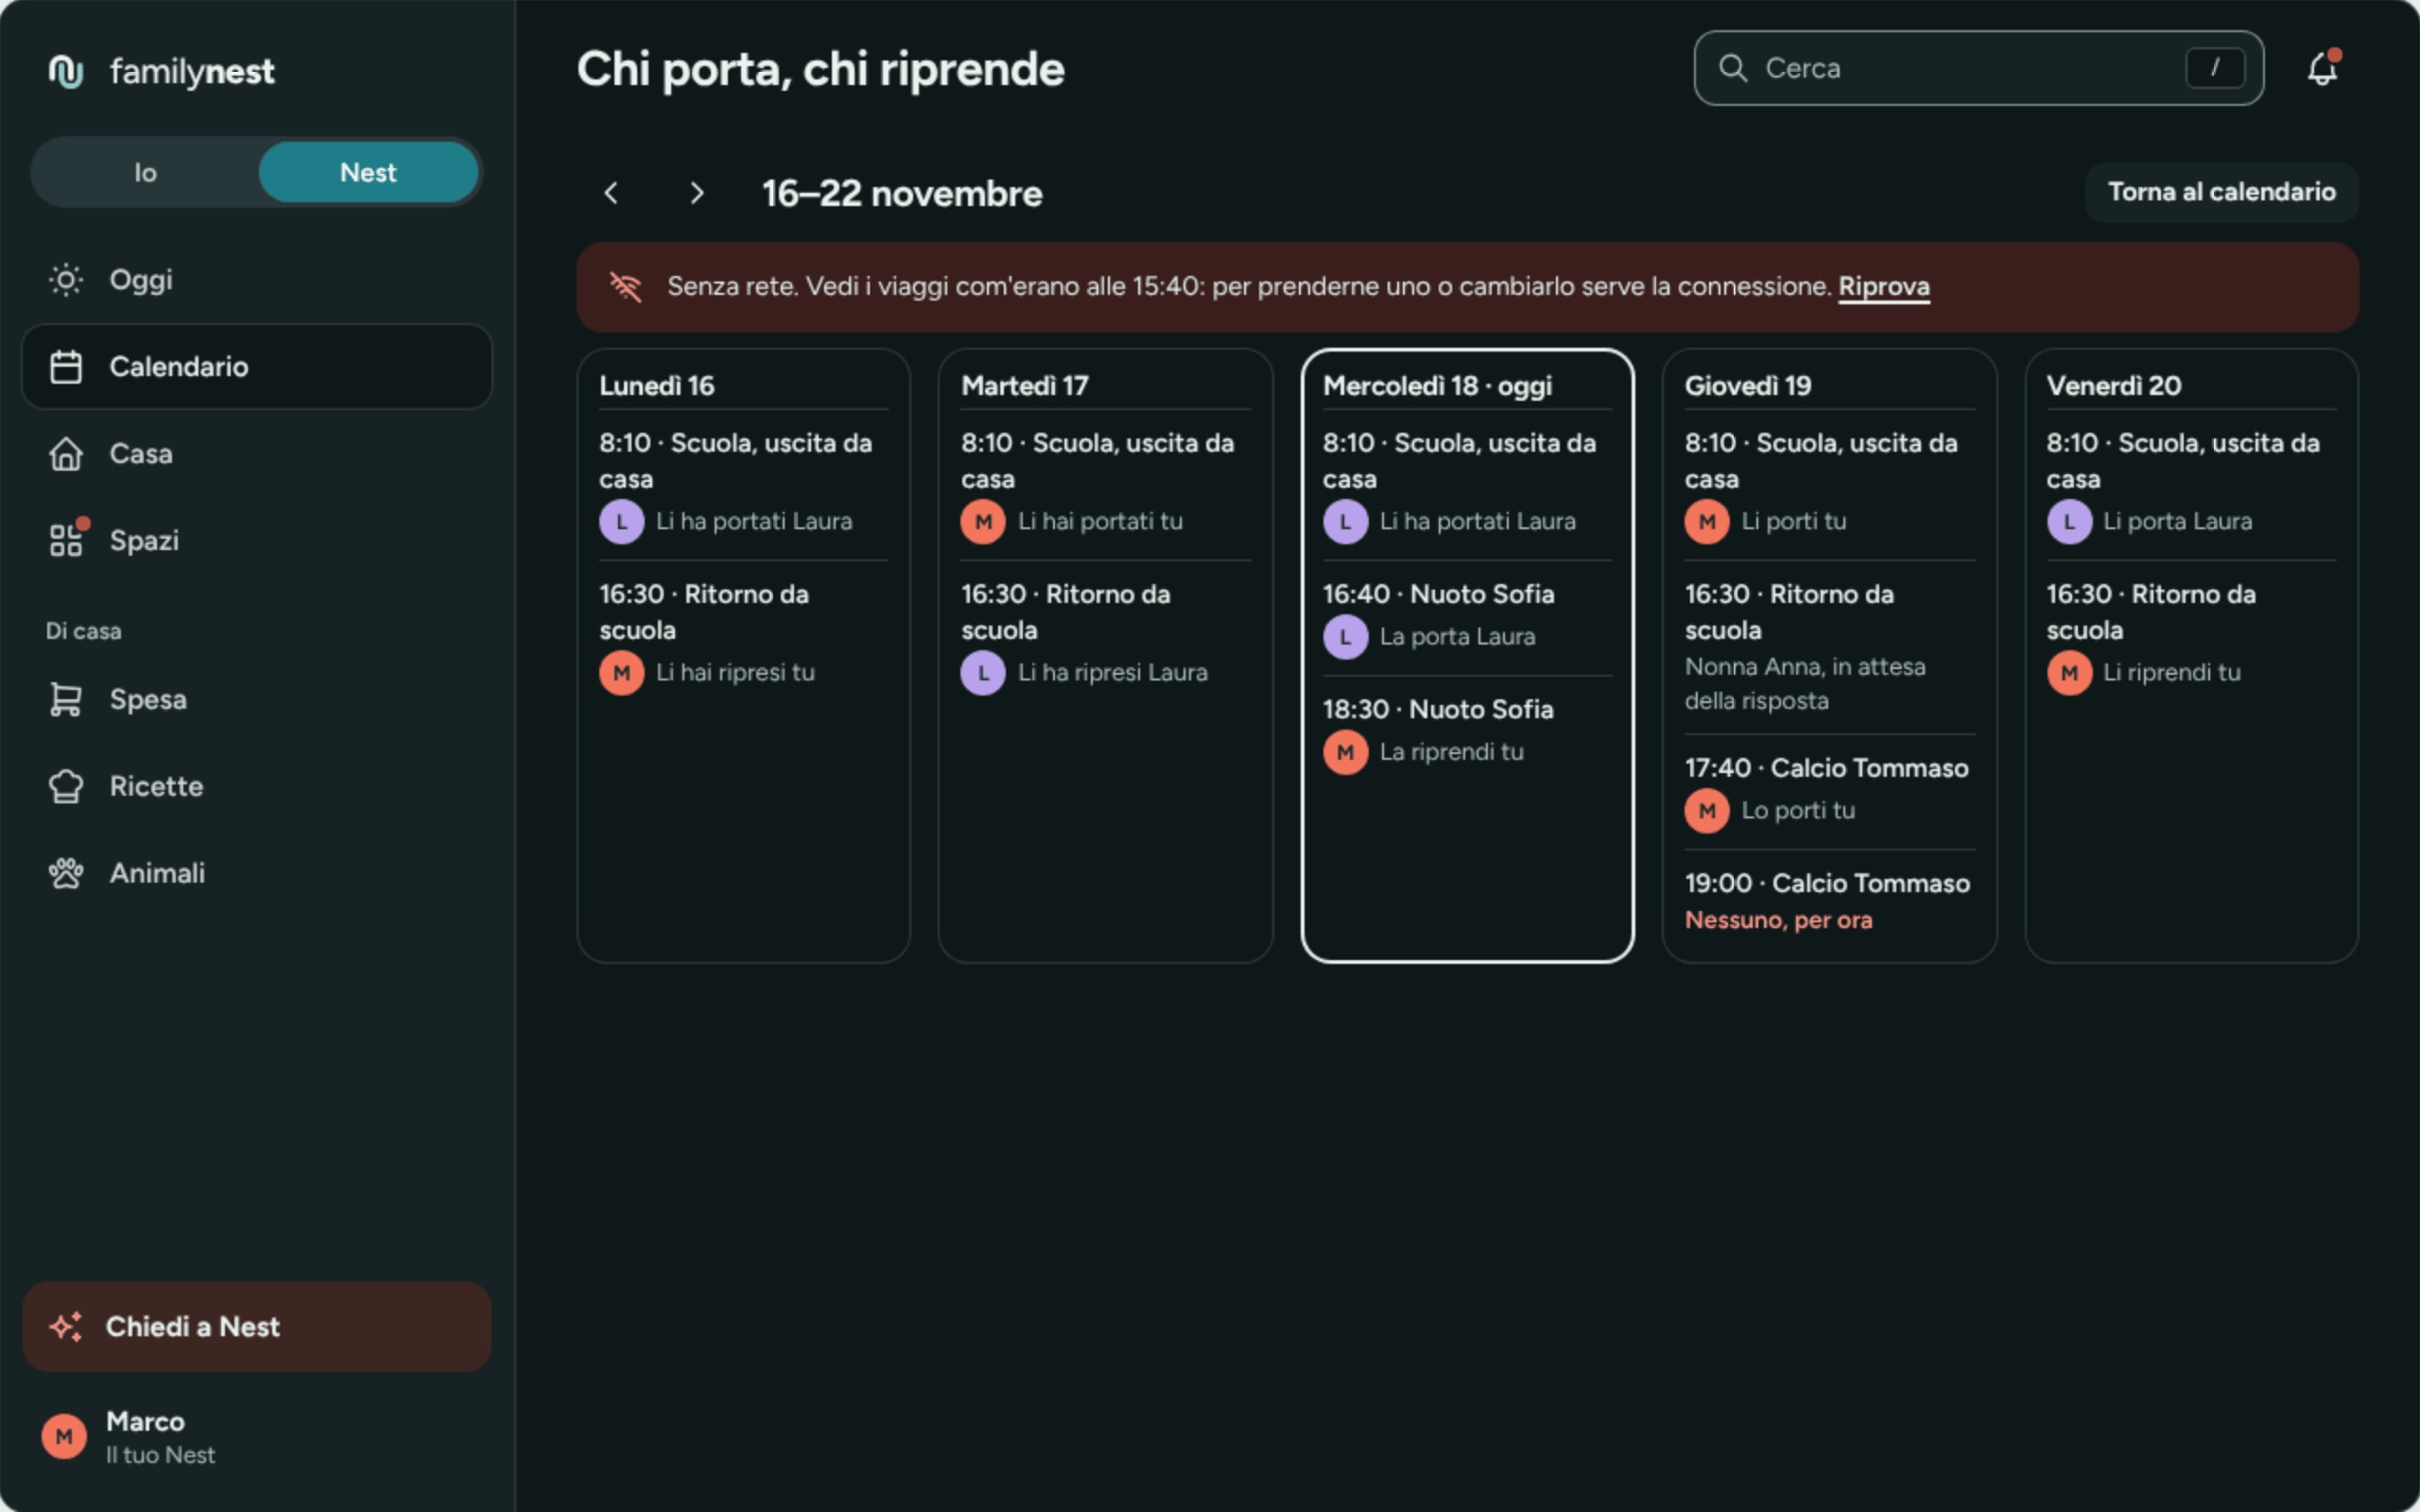 familynest
Io
Nest
Oggi
Calendario
Casa
Spazi
Di casa
Spesa
Ricette
Animali
Chiedi a Nest
M
Marco
Il tuo Nest
Chi porta, chi riprende
Cerca
/
16–22 novembre
Torna al calendario
Senza rete. Vedi i viaggi com'erano alle 15:40: per prenderne uno o cambiarlo serve la connessione. Riprova
Lunedì 16
8:10 · Scuola, uscita da
casa
L Li ha portati Laura
16:30 · Ritorno da
scuola
M Li hai ripresi tu
Martedì 17
8:10 · Scuola, uscita da
casa
M Li hai portati tu
16:30 · Ritorno da
scuola
L Li ha ripresi Laura
Mercoledì 18 · oggi
8:10 · Scuola, uscita da
casa
L Li ha portati Laura
16:40 · Nuoto Sofia
L La porta Laura
18:30 · Nuoto Sofia
M La riprendi tu
Giovedì 19
8:10 · Scuola, uscita da
casa
M Li porti tu
16:30 · Ritorno da
scuola
Nonna Anna, in attesa
della risposta
17:40 · Calcio Tommaso
M Lo porti tu
19:00 · Calcio Tommaso
Nessuno, per ora
Venerdì 20
8:10 · Scuola, uscita da
casa
L Li porta Laura
16:30 · Ritorno da
scuola
M Li riprendi tu